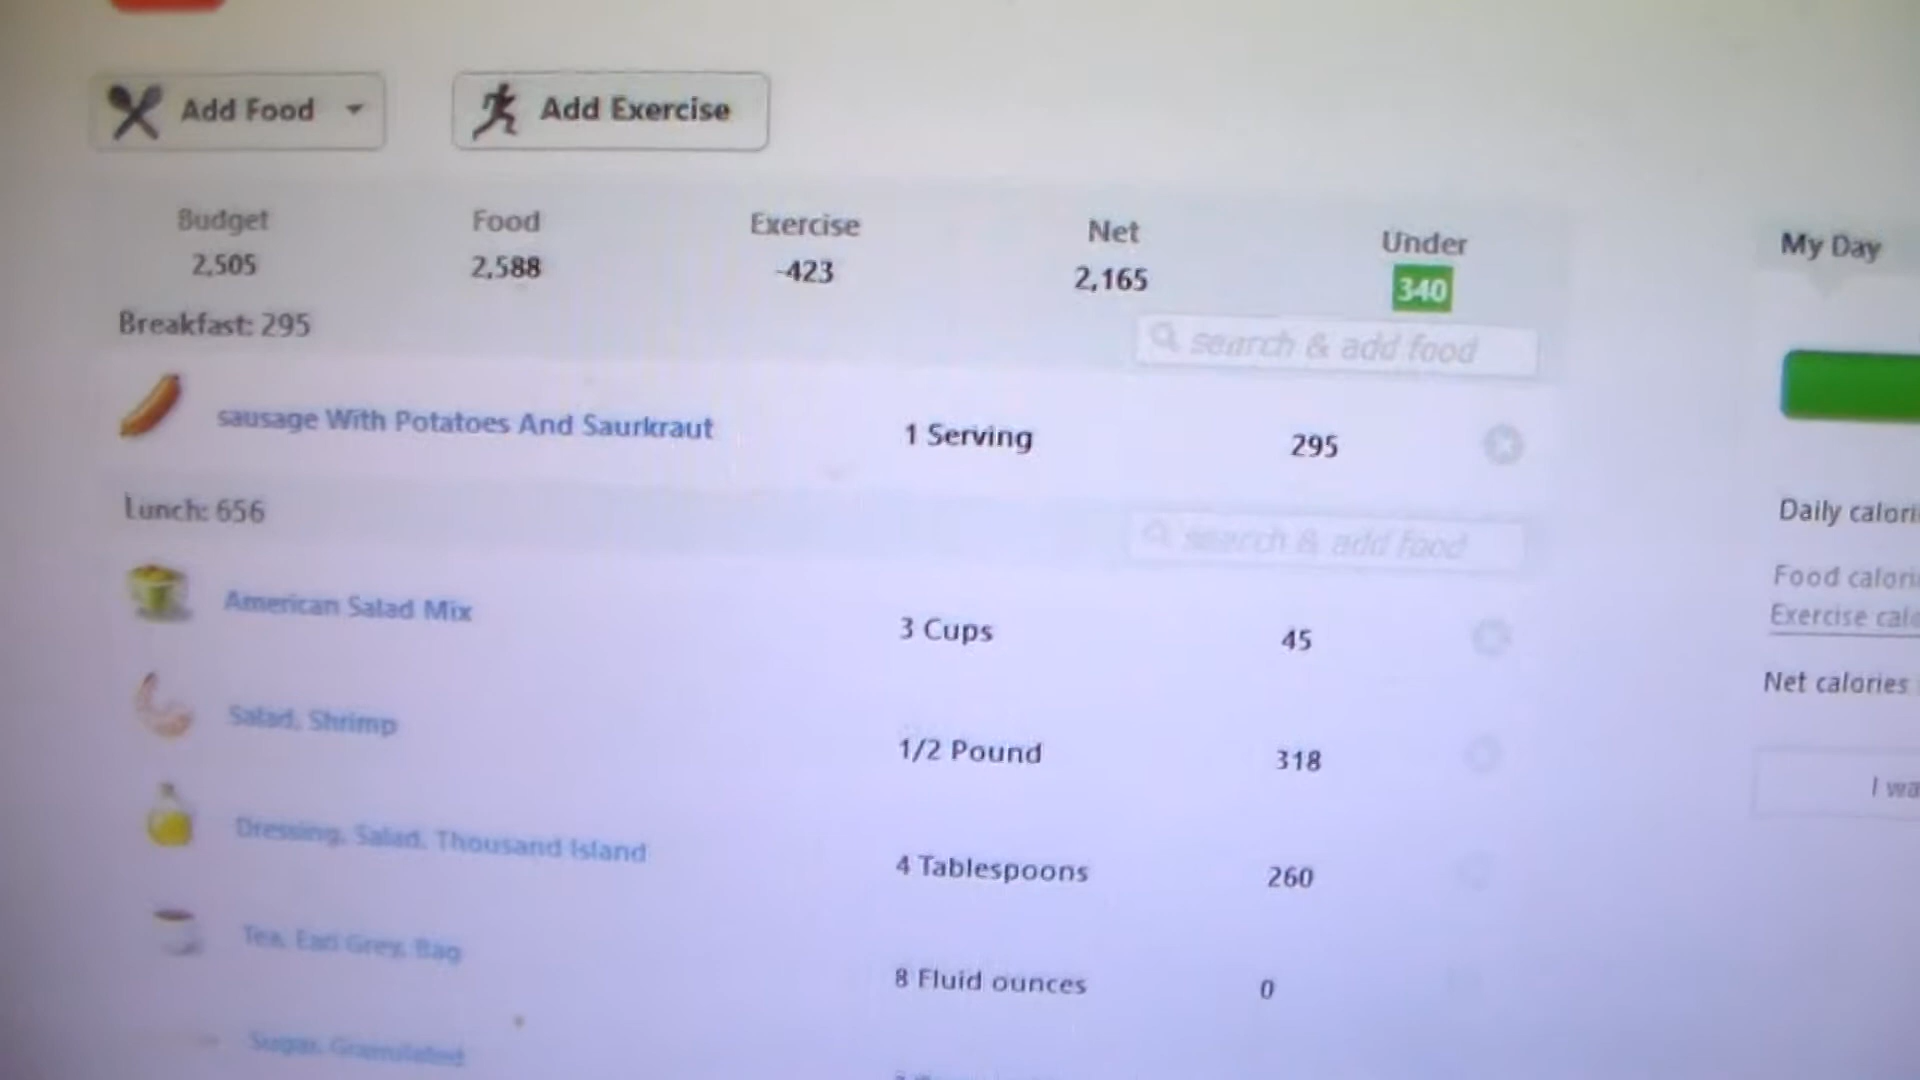 Add Food
Add Exercise
Budget Food Exercise Net Under
2,505 2,588 -423 2,165 340
My Day
Breakfast: 295
search & add food
sausage With Potatoes And Saurkraut 1 Serving 295
Lunch: 656
search & add food
Daily calori
American Salad Mix 3 Cups 45
Food calori
Exercise calo
Salad, Shrimp 1/2 Pound 318
Net calories
Dressing, Salad, Thousand Island 4 Tablespoons 260
I wa
Tea, Earl Grey, Bag 8 Fluid ounces 0
Sugar, Granulated